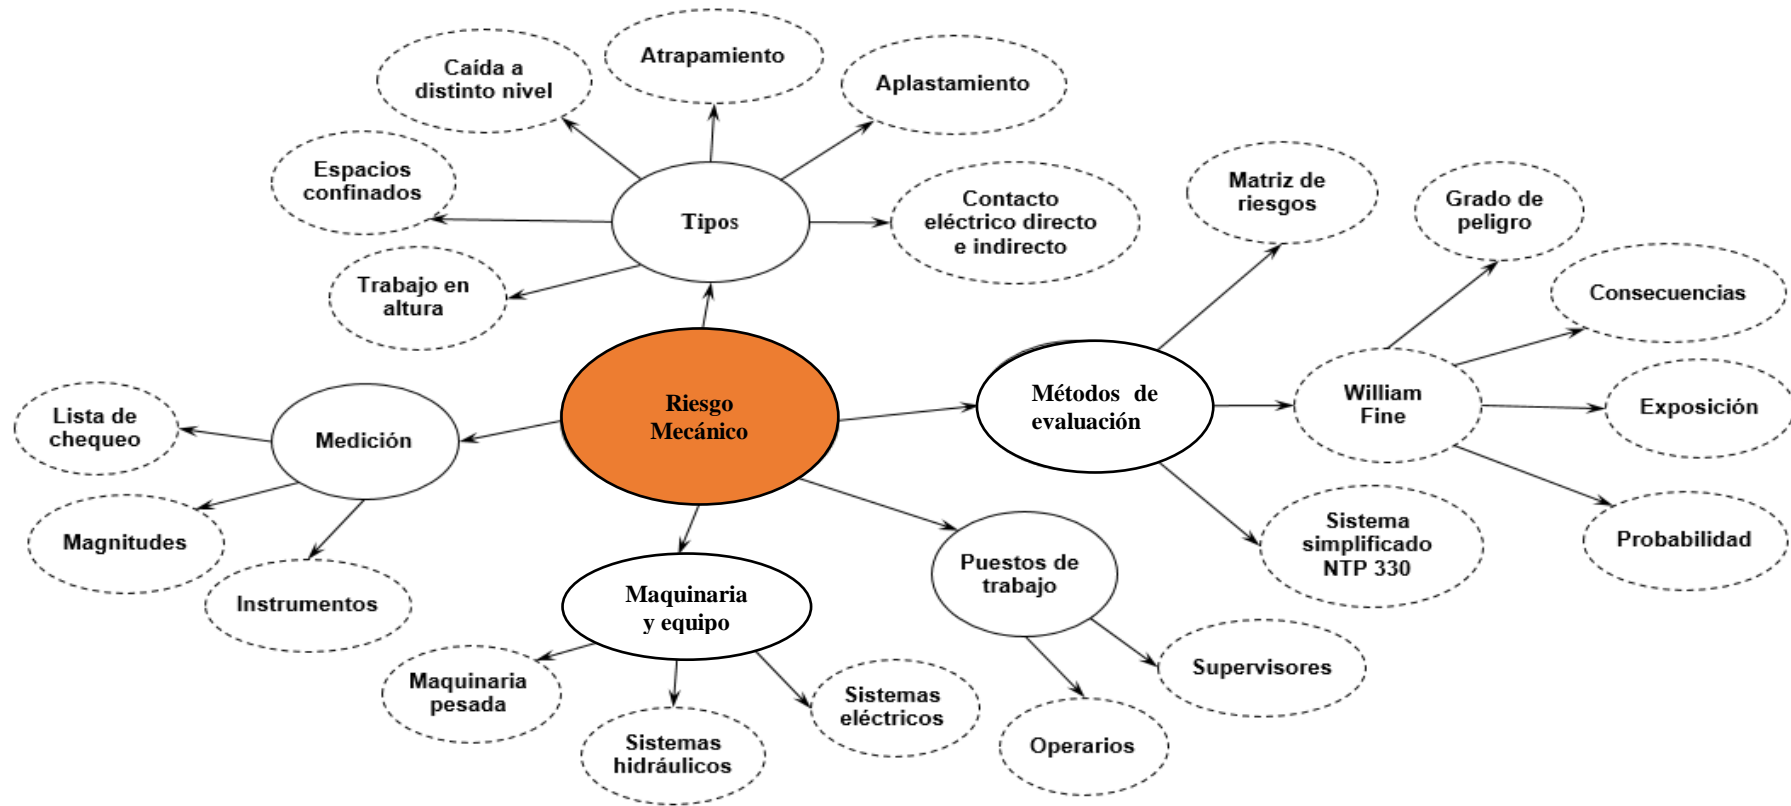 Atrapamiento
Caída a
distinto nivel
Aplastamiento
Espacios
confinados
Tipos
Contacto
eléctrico directo
e indirecto
Trabajo en
altura
Matriz de
riesgos
Grado de
peligro
Consecuencias
Riesgo
Mecánico
Métodos de
evaluación
William
Fine
Exposición
Probabilidad
Sistema
simplificado
NTP 330
Lista de
chequeo
Medición
Magnitudes
Instrumentos
Maquinaria
y equipo
Puestos de
trabajo
Maquinaria
pesada
Sistemas
hidráulicos
Sistemas
eléctricos
Supervisores
Operarios